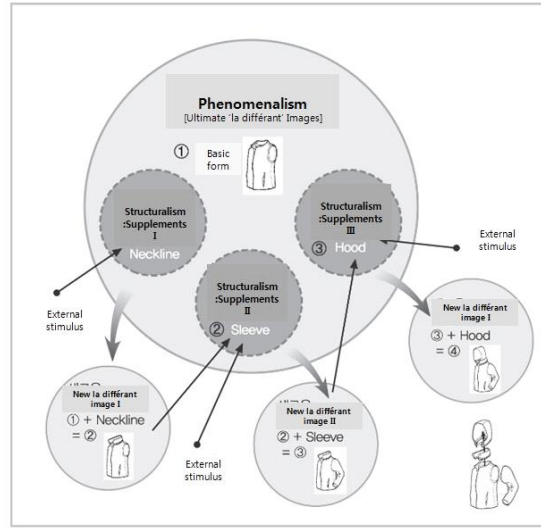 Phenomenalism
[Ultimate ‘la différant’ Images]
① Basic
form
Structuralism
:Supplements
I
Neckline
Structuralism
:Supplements
II
② Sleeve
Structuralism
:Supplements
III
③ Hood
External
stimulus
External
stimulus
External
stimulus
New la différant
image I
① + Neckline
= ②
New la différant
image II
② + Sleeve
= ③
New la différant
image I
③ + Hood
= ④